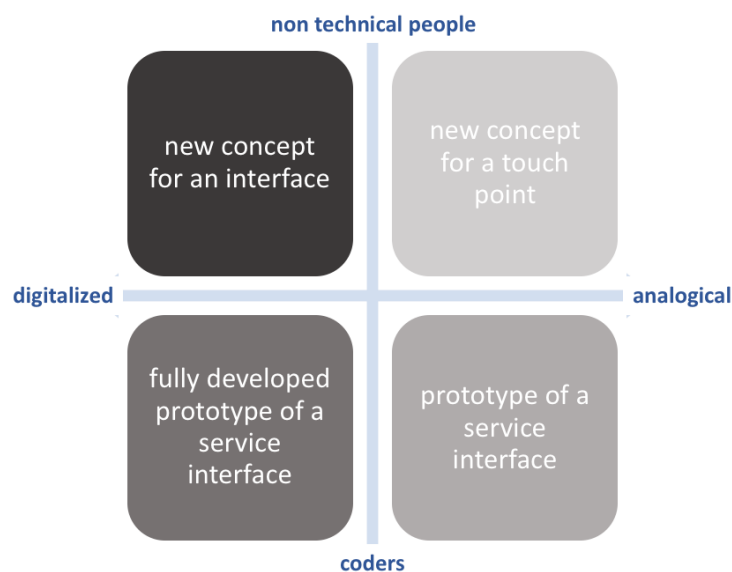 non technical people
new concept
for an interface
new concept
for a touch
point
digitalized
analogical
fully developed
prototype of a
service
interface
prototype of a
service
interface
coders